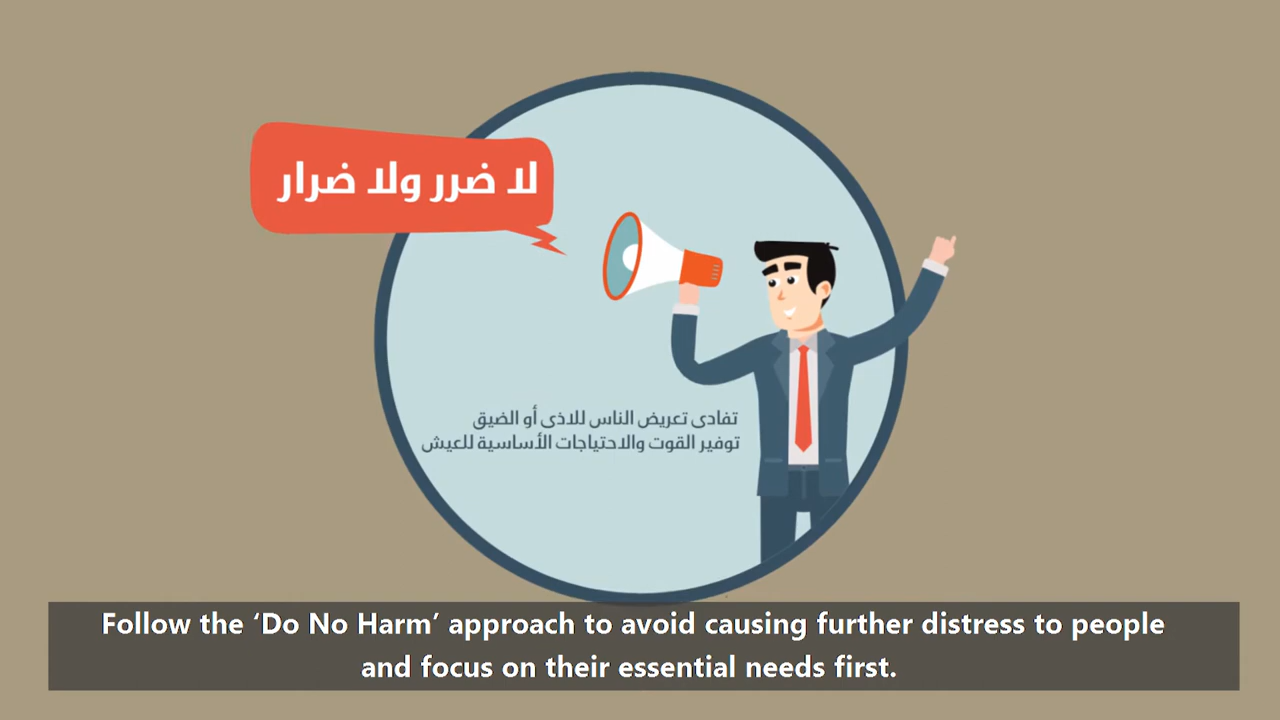 لا ضرر ولا ضرار
تفادى تعريض الناس للاذى أو الضيق
توفير القوت والاحتياجات الأساسية للعيش
Follow the ‘Do No Harm’ approach to avoid causing further distress to people
and focus on their essential needs first.